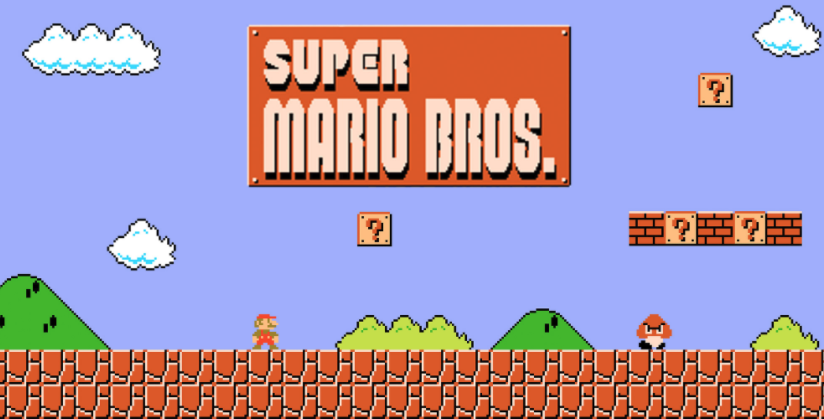 SUPER
MARIO BROS.
?
?
? ?